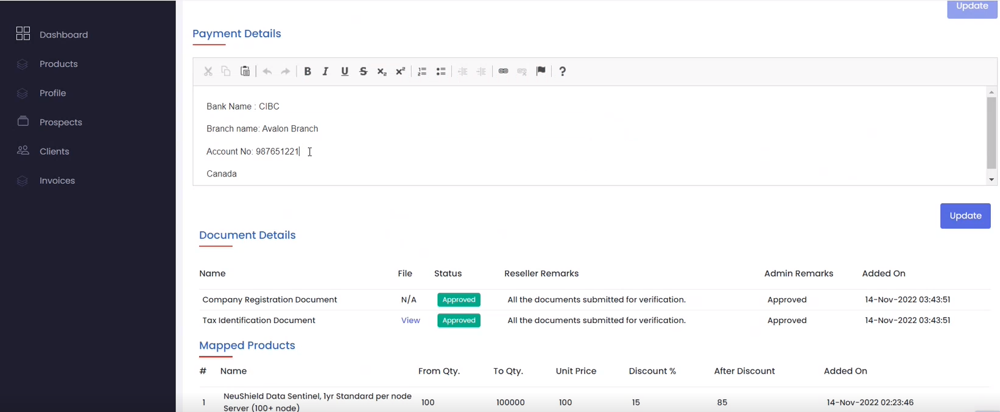 Update
Dashboard
Products
Profile
Prospects
Clients
Invoices
Payment Details
B I U S x₂ x² ?
Bank Name : CIBC
Branch name: Avalon Branch
Account No: 987651221
Canada
Update
Document Details
Name File Status Reseller Remarks Admin Remarks Added On
Company Registration Document N/A Approved All the documents submitted for verification. Approved 14-Nov-2022 03:43:51
Tax Identification Document View Approved All the documents submitted for verification. Approved 14-Nov-2022 03:43:51
Mapped Products
# Name From Qty. To Qty. Unit Price Discount % After Discount Added On
1 NeuShield Data Sentinel, 1yr Standard per node
Server (100+ node) 100 100000 100 15 85 14-Nov-2022 02:23:46